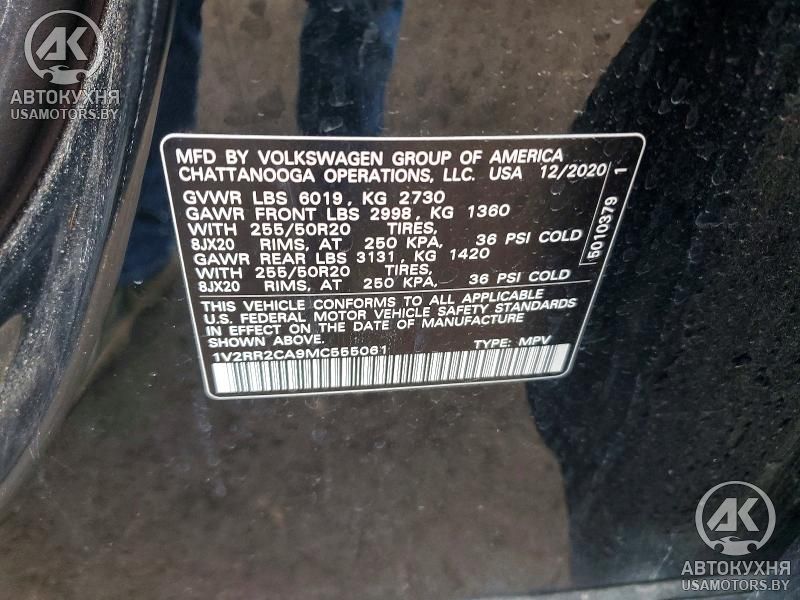 AK
АВТОКУХНЯ
USAMOTORS.BY
MFD BY VOLKSWAGEN GROUP OF AMERICA
CHATTANOOGA OPERATIONS, LLC. USA 12/2020
GVWR LBS 6019, KG 2730
GAWR FRONT LBS 2998, KG 1360
WITH 255/50R20 TIRES,
8JX20 RIMS, AT 250 KPA, 36 PSI COLD
GAWR REAR LBS 3131, KG 1420
WITH 255/50R20 TIRES,
8JX20 RIMS, AT 250 KPA, 36 PSI COLD
THIS VEHICLE CONFORMS TO ALL APPLICABLE
U.S. FEDERAL MOTOR VEHICLE SAFETY STANDARDS
IN EFFECT ON THE DATE OF MANUFACTURE
SHOWN ABOVE.
1V2RR2CA9MC555061 TYPE: MPV
5010379 1
AK
АВТОКУХНЯ
USAMOTORS.BY